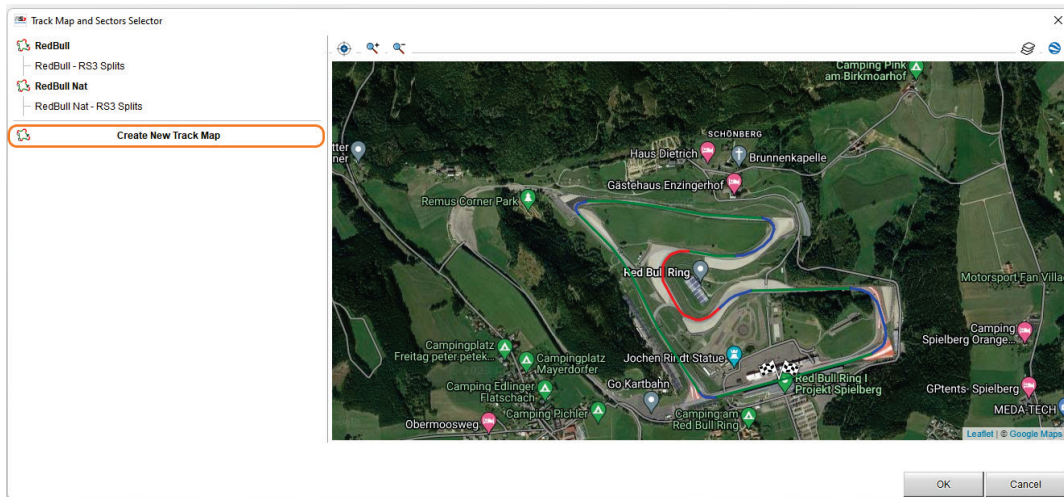 Track Map and Sectors Selector
RedBull
RedBull - RS3 Splits
RedBull Nat
RedBull Nat - RS3 Splits
Create New Track Map
Camping Pink
am Birkmoarhof
SCHÖNBERG
Haus Dietrich
Brunnenkapelle
Gästehaus Enzingerhof
Remus Corner Park
Red Bull Ring
Motorsport Fan Villa
Camping
Spielberg Orange...
Campingplatz
Freitag peter petek...
Campingplatz
Mayerdorfer
Jochen Rindt Statue
Red Bull Ring I
Projekt Spielberg
Camping Edlinger
Flatschach
Go Kartbahn
GPtents- Spielberg
Camping Pichler
Camping am
Red Bull Ring
MEDA-TECH
Obermoosweg
Leaflet | © Google Maps
OK
Cancel